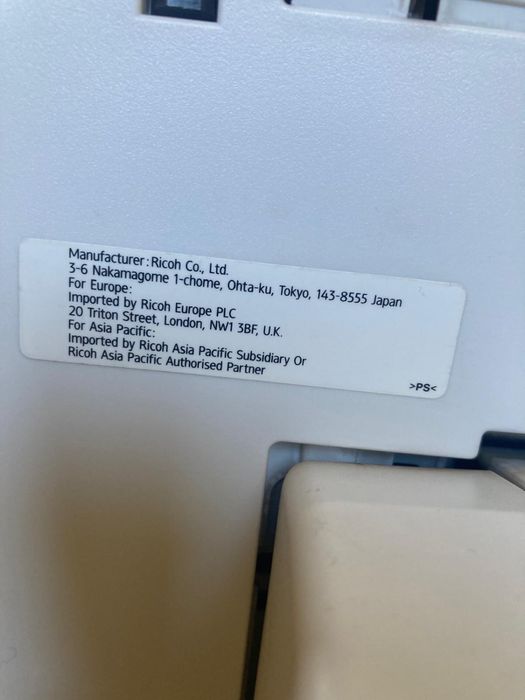 Manufacturer: Ricoh Co., Ltd.
3-6 Nakamagome 1-chome, Ohta-ku, Tokyo, 143-8555 Japan
For Europe:
Imported by Ricoh Europe PLC
20 Triton Street, London, NW1 3BF, U.K.
For Asia Pacific:
Imported by Ricoh Asia Pacific Subsidiary Or
Ricoh Asia Pacific Authorised Partner
>PS<